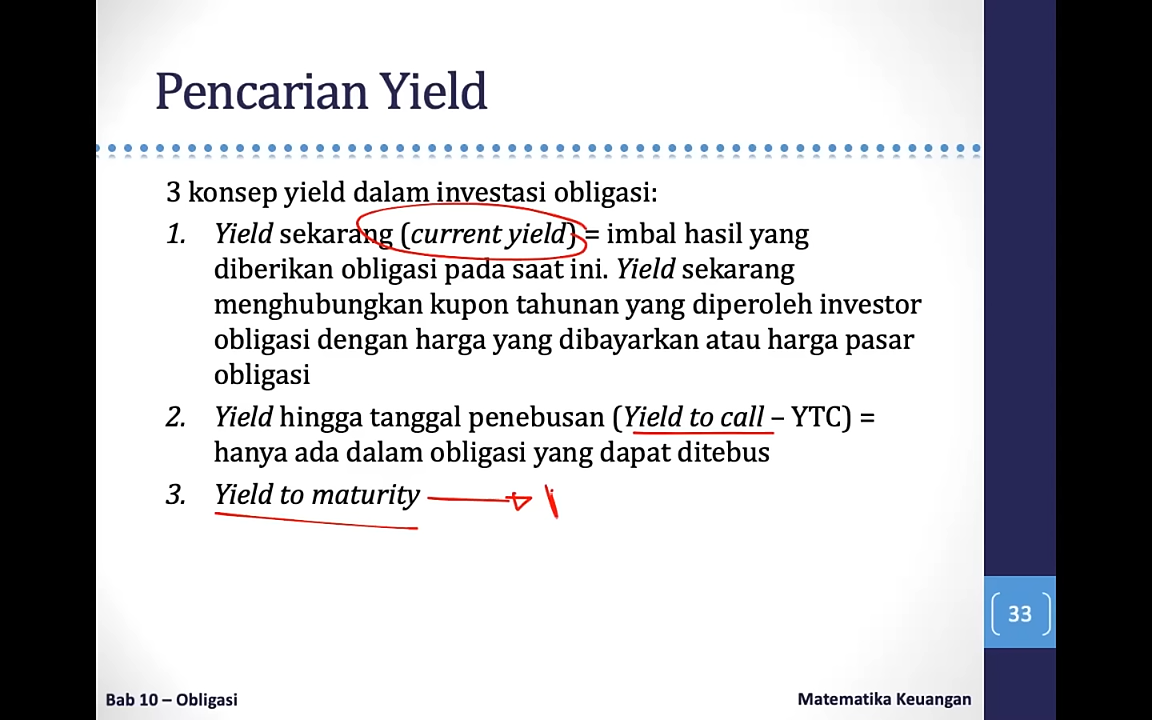 Pencarian Yield
3 konsep yield dalam investasi obligasi:
1. Yield sekarang (current yield) = imbal hasil yang
diberikan obligasi pada saat ini. Yield sekarang
menghubungkan kupon tahunan yang diperoleh investor
obligasi dengan harga yang dibayarkan atau harga pasar
obligasi
2. Yield hingga tanggal penebusan (Yield to call – YTC) =
hanya ada dalam obligasi yang dapat ditebus
3. Yield to maturity
33
Bab 10 – Obligasi
Matematika Keuangan